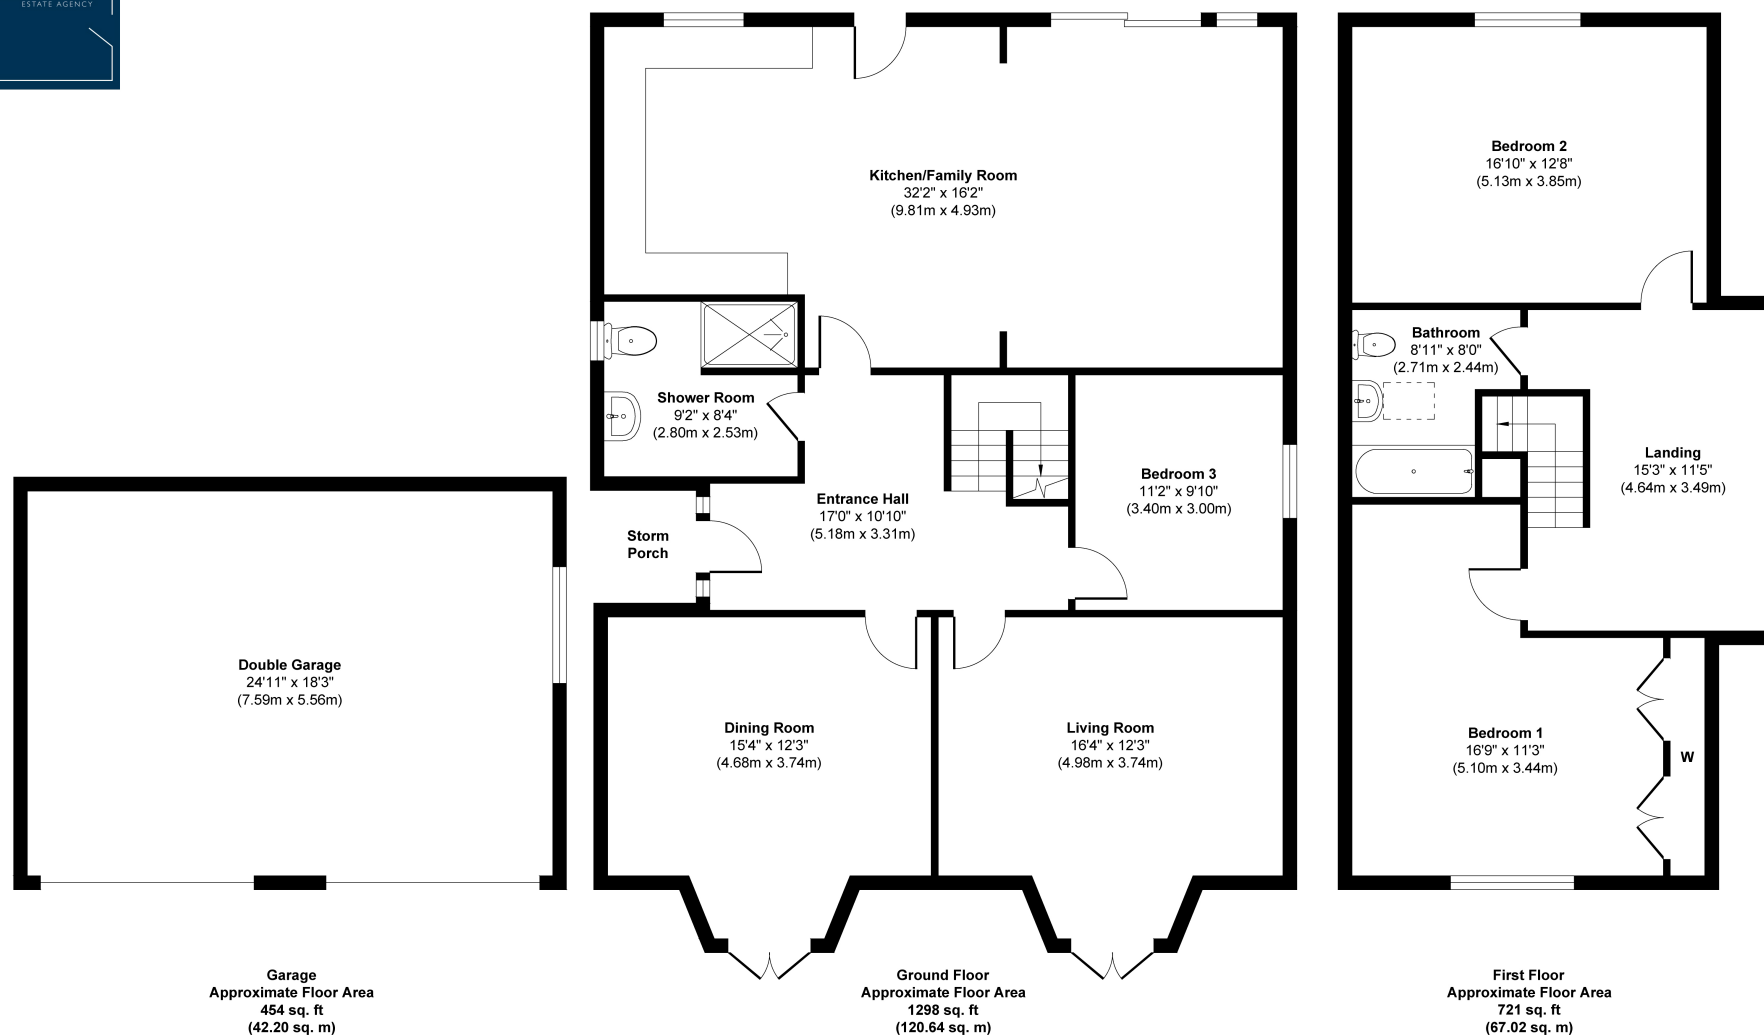 ESTATE AGENCY
Kitchen/Family Room
32'2" x 16'2"
(9.81m x 4.93m)
Bedroom 2
16'10" x 12'8"
(5.13m x 3.85m)
Shower Room
9'2" x 8'4"
(2.80m x 2.53m)
Bathroom
8'11" x 8'0"
(2.71m x 2.44m)
Entrance Hall
17'0" x 10'10"
(5.18m x 3.31m)
Bedroom 3
11'2" x 9'10"
(3.40m x 3.00m)
Landing
15'3" x 11'5"
(4.64m x 3.49m)
Storm
Porch
Double Garage
24'11" x 18'3"
(7.59m x 5.56m)
Dining Room
15'4" x 12'3"
(4.68m x 3.74m)
Living Room
16'4" x 12'3"
(4.98m x 3.74m)
Bedroom 1
16'9" x 11'3"
(5.10m x 3.44m)
W
Garage
Approximate Floor Area
454 sq. ft
(42.20 sq. m)
Ground Floor
Approximate Floor Area
1298 sq. ft
(120.64 sq. m)
First Floor
Approximate Floor Area
721 sq. ft
(67.02 sq. m)